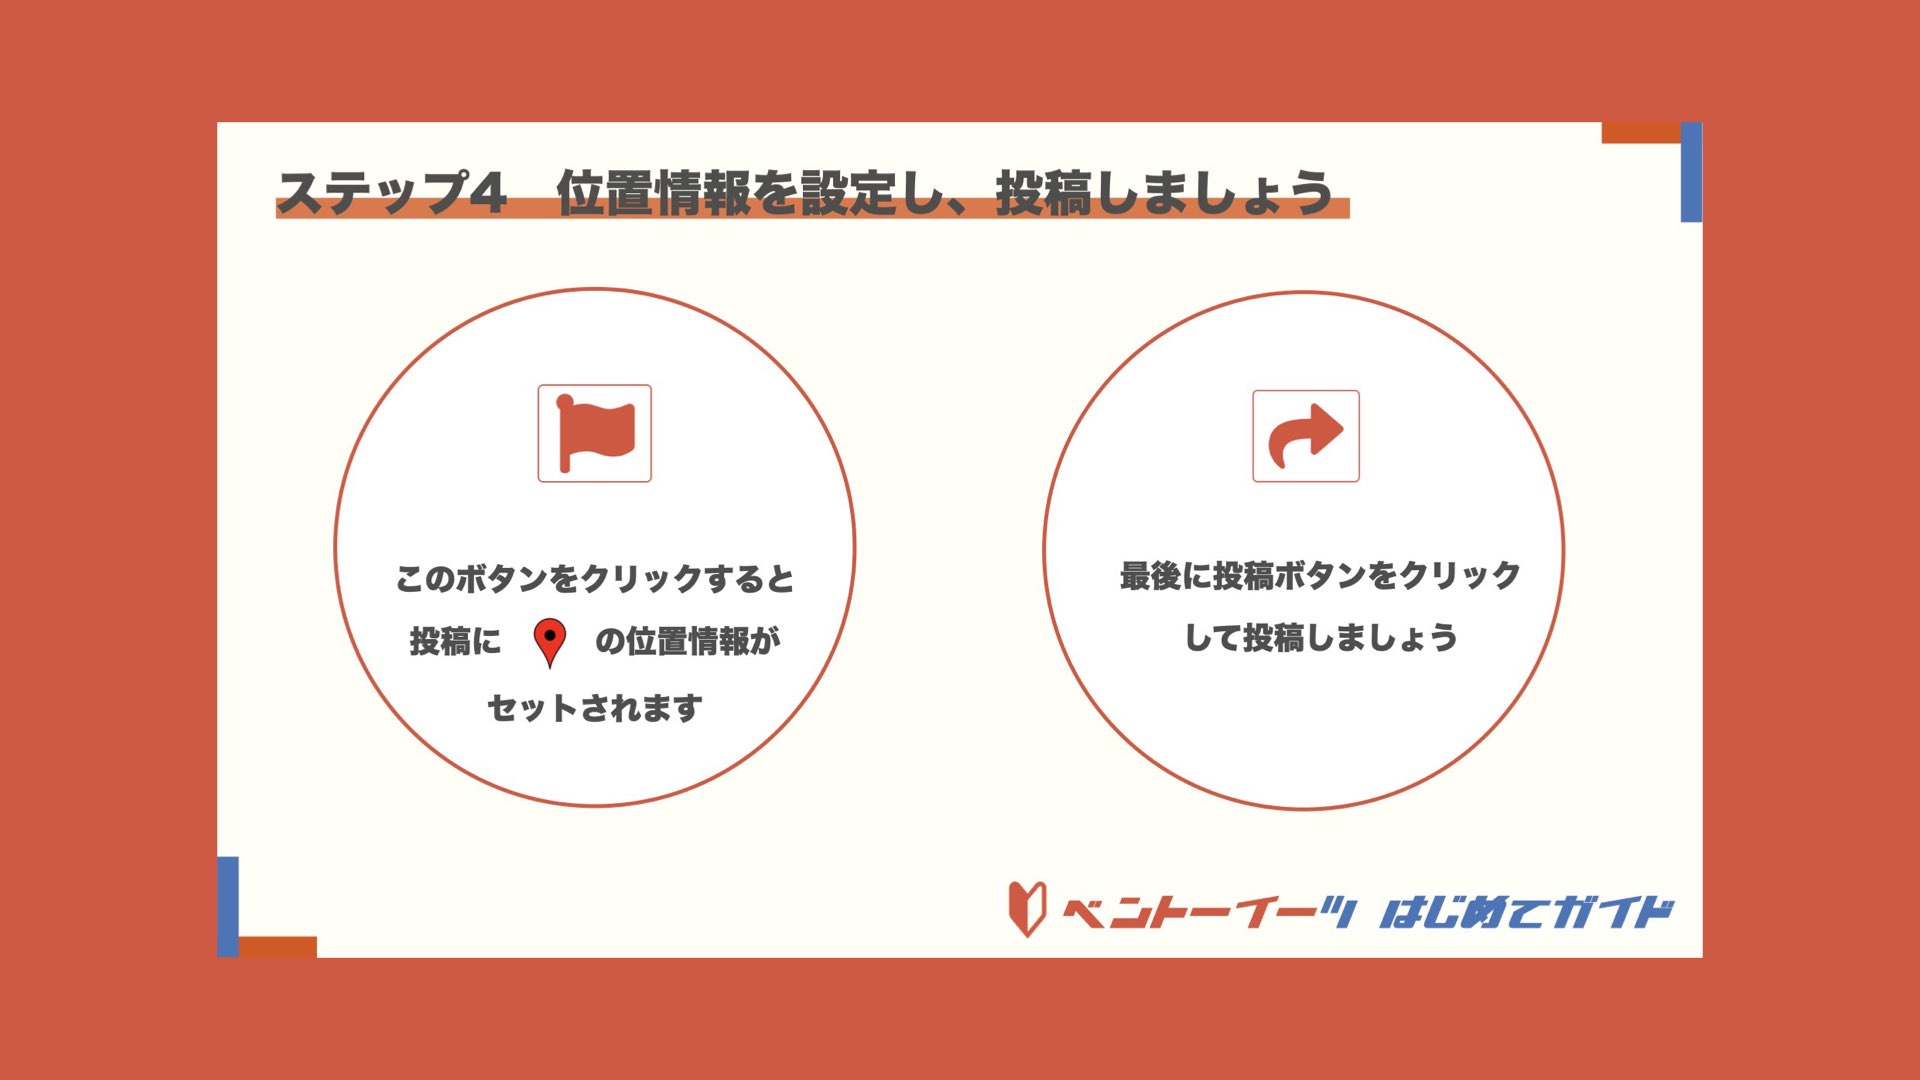 ステップ4　位置情報を設定し、投稿しましょう
このボタンをクリックすると
投稿に　の位置情報が
セットされます
最後に投稿ボタンをクリック
して投稿しましょう
ベントーイーツ はじめてガイド